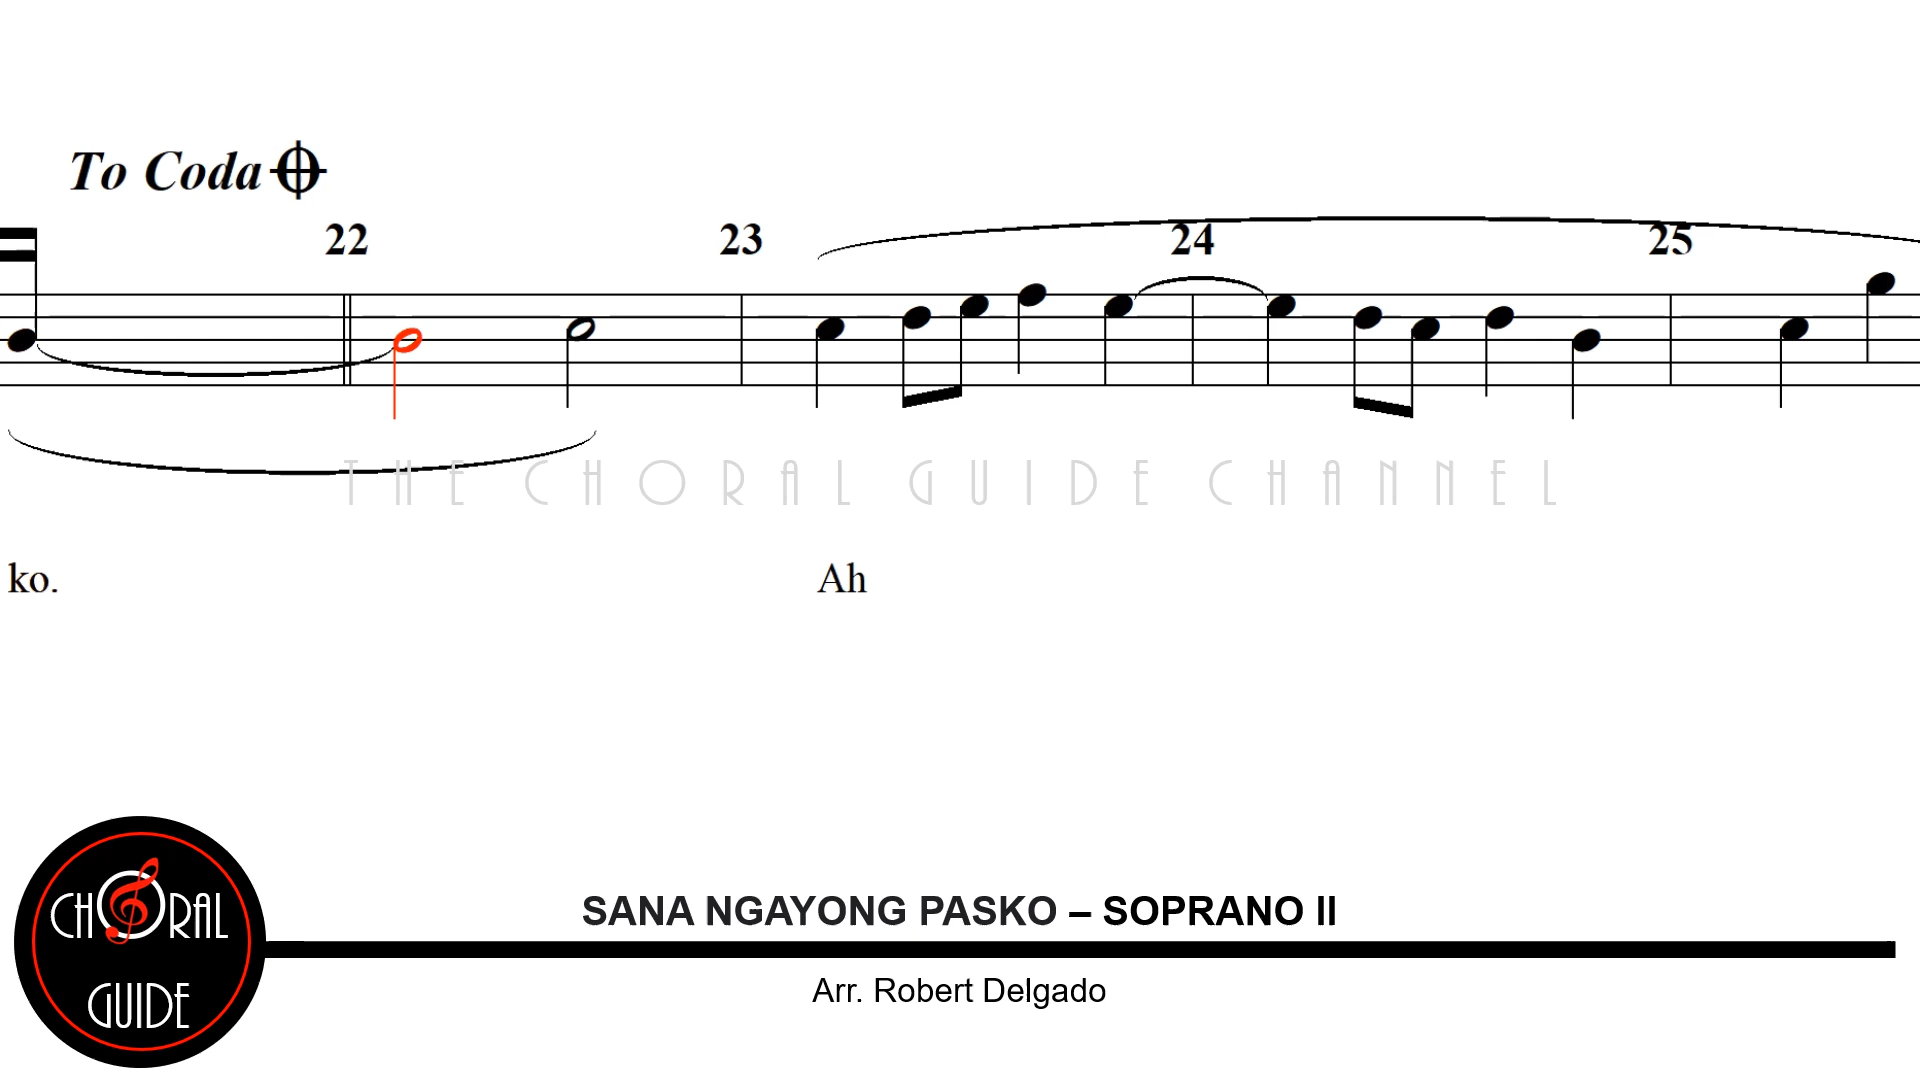 To Coda
22 23 24 25
THE CHORAL GUIDE CHANNEL
ko. Ah
SANA NGAYONG PASKO – SOPRANO II
Arr. Robert Delgado
CHORAL
GUIDE